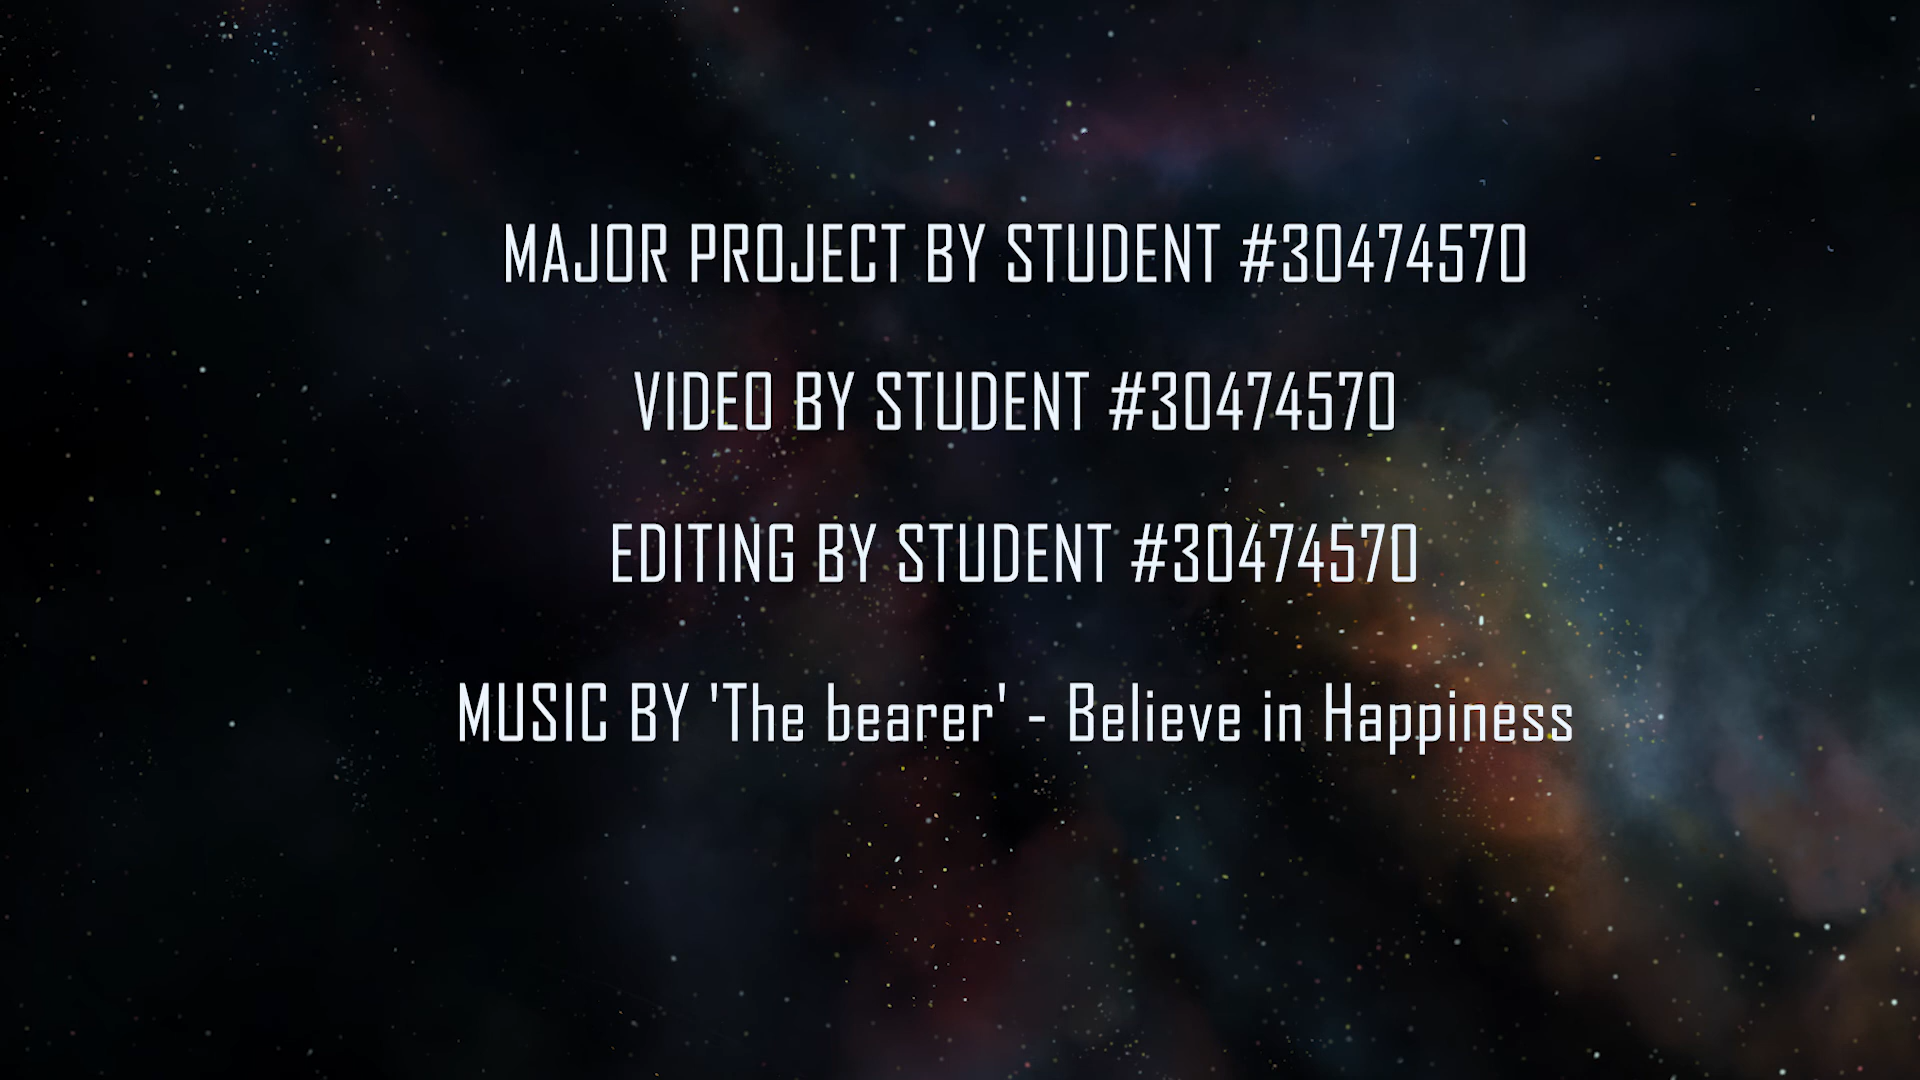 MAJOR PROJECT BY STUDENT #30474570
VIDEO BY STUDENT #30474570
EDITING BY STUDENT #30474570
MUSIC BY 'The bearer' - Believe in Happiness